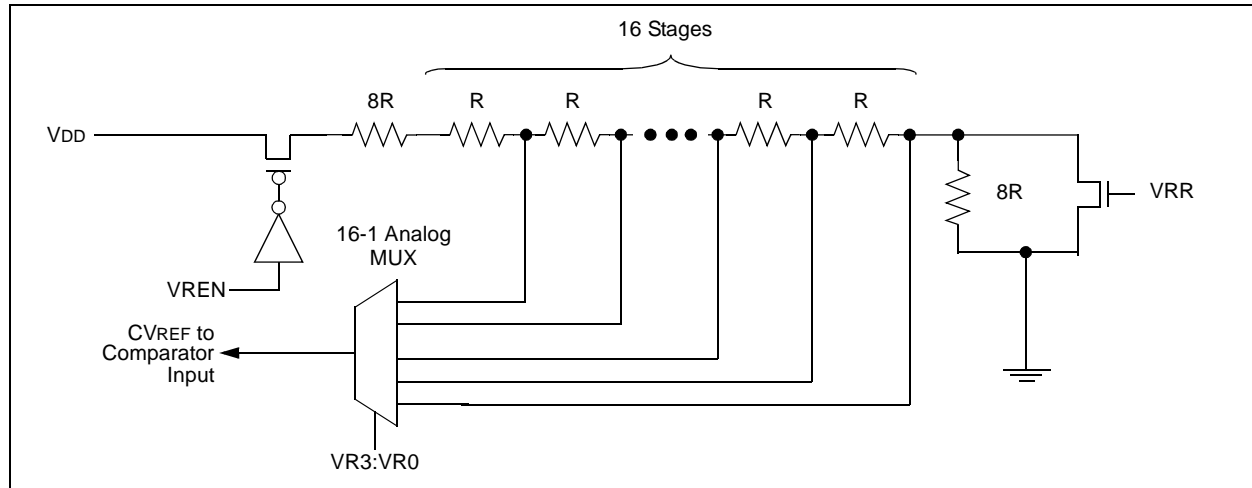 16 Stages
8R
R
R
R
R
VDD
8R
VRR
16-1 Analog
MUX
VREN
CVREF to
Comparator
Input
VR3:VR0